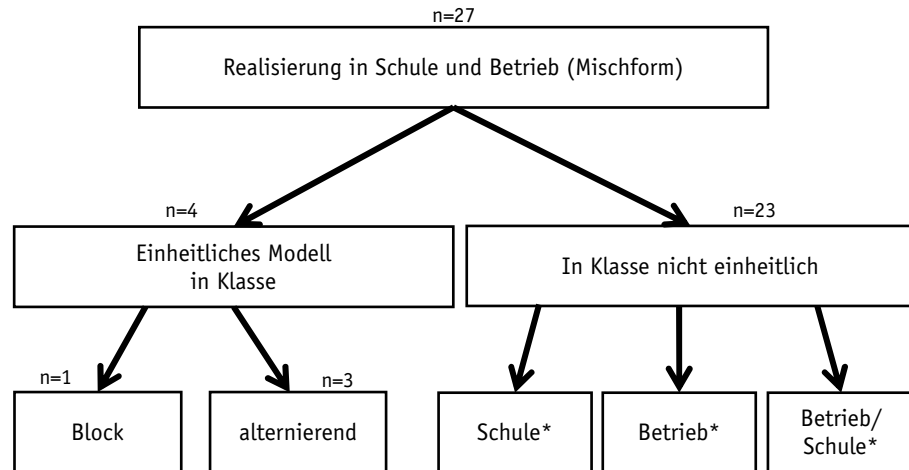 n=27
Realisierung in Schule und Betrieb (Mischform)
n=4
n=23
Einheitliches Modell
in Klasse
In Klasse nicht einheitlich
n=1
n=3
Block
alternierend
Schule*
Betrieb*
Betrieb/
Schule*